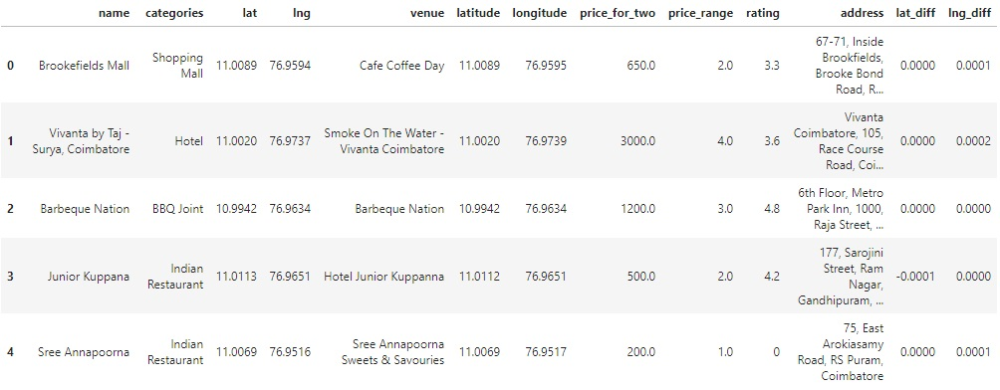 name categories lat lng venue latitude longitude price_for_two price_range rating address lat_diff lng_diff
0 Brookefields Mall Shopping Mall 11.0089 76.9594 Cafe Coffee Day 11.0089 76.9595 650.0 2.0 3.3 67-71, Inside Brookfields, Brooke Bond Road, R... 0.0000 0.0001
1 Vivanta by Taj - Surya, Coimbatore Hotel 11.0020 76.9737 Smoke On The Water - Vivanta Coimbatore 11.0020 76.9739 3000.0 4.0 3.6 Vivanta Coimbatore, 105, Race Course Road, Coi... 0.0000 0.0002
2 Barbeque Nation BBQ Joint 10.9942 76.9634 Barbeque Nation 10.9942 76.9634 1200.0 3.0 4.8 6th Floor, Metro Park Inn, 1000, Raja Street, ... 0.0000 0.0000
3 Junior Kuppana Indian Restaurant 11.0113 76.9651 Hotel Junior Kuppanna 11.0112 76.9651 500.0 2.0 4.2 177, Sarojini Street, Ram Nagar, Gandhipuram, ... -0.0001 0.0000
4 Sree Annapoorna Indian Restaurant 11.0069 76.9516 Sree Annapoorna Sweets & Savouries 11.0069 76.9517 200.0 1.0 0 75, East Arokiasamy Road, RS Puram, Coimbatore 0.0000 0.0001